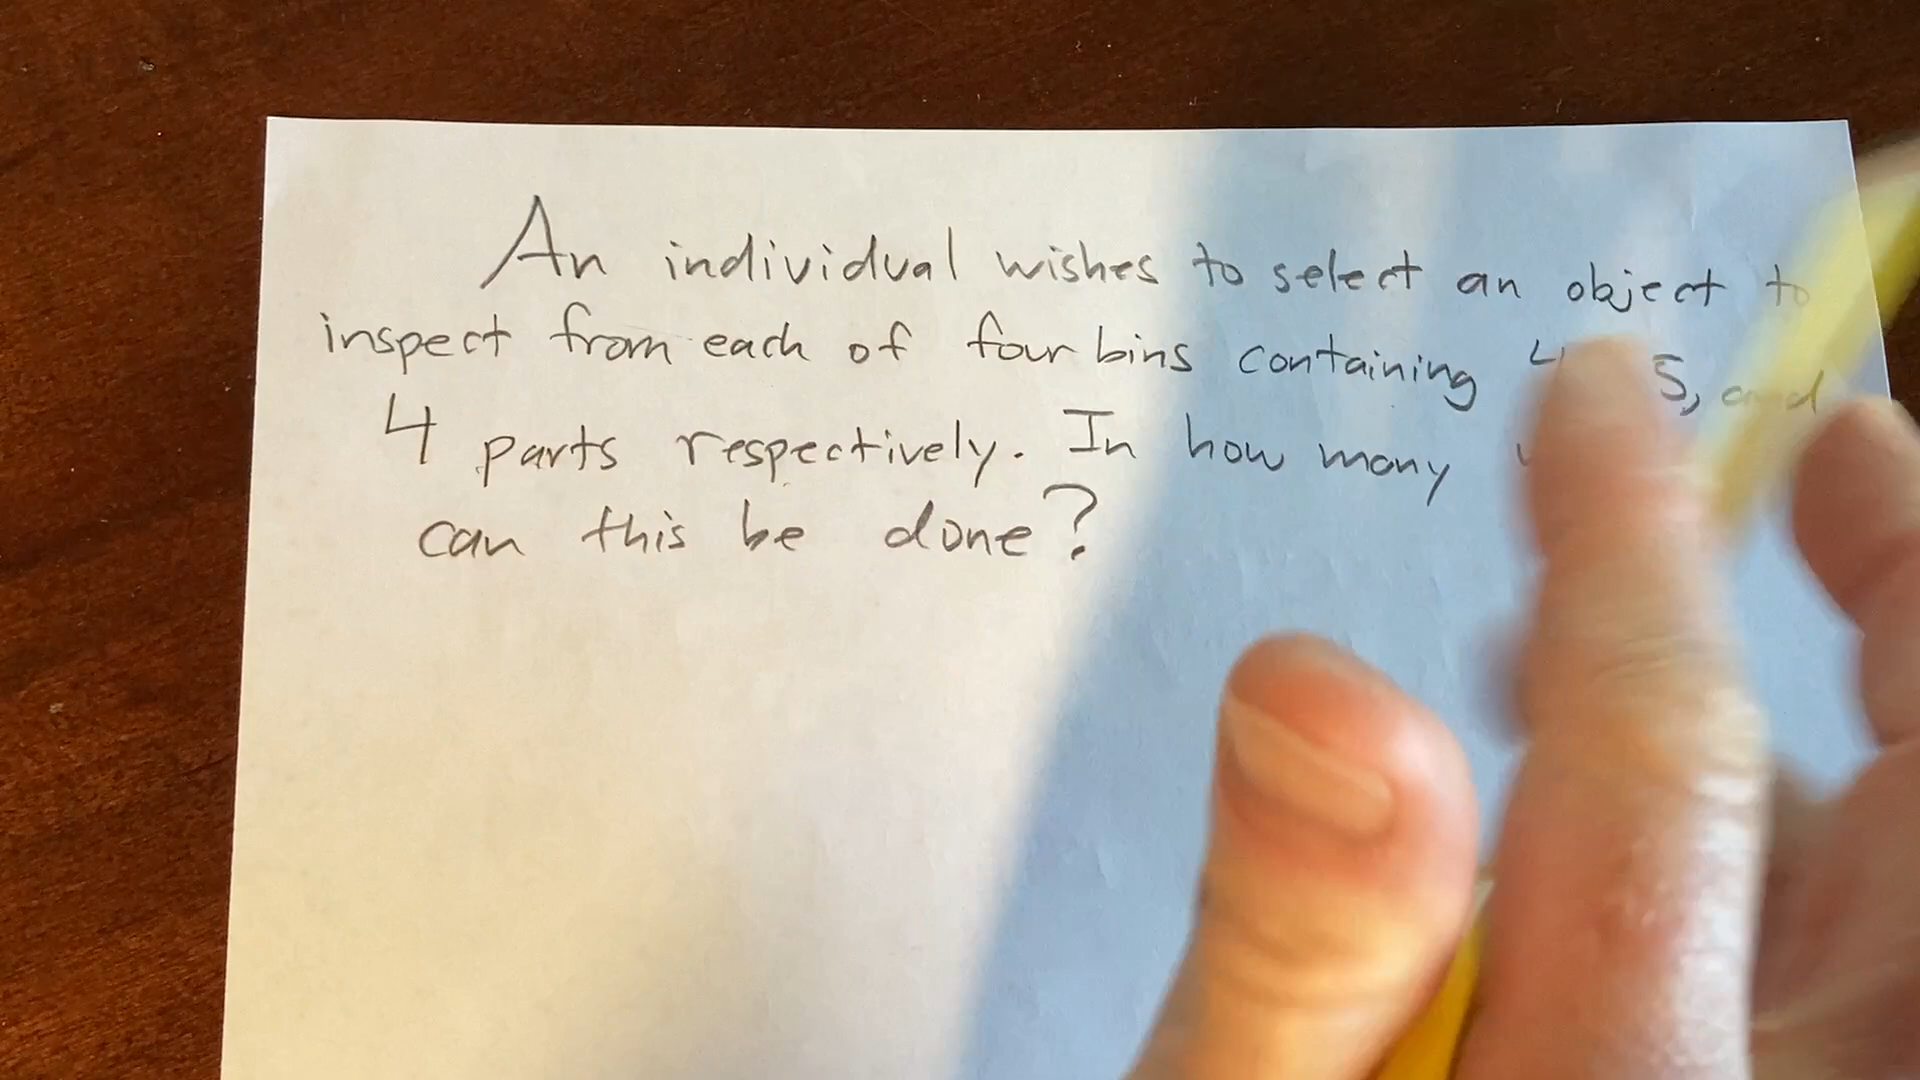 An individual wishes to select an object to
inspect from each of four bins containing 4 5, and
4 parts respectively. In how many
can this be done?